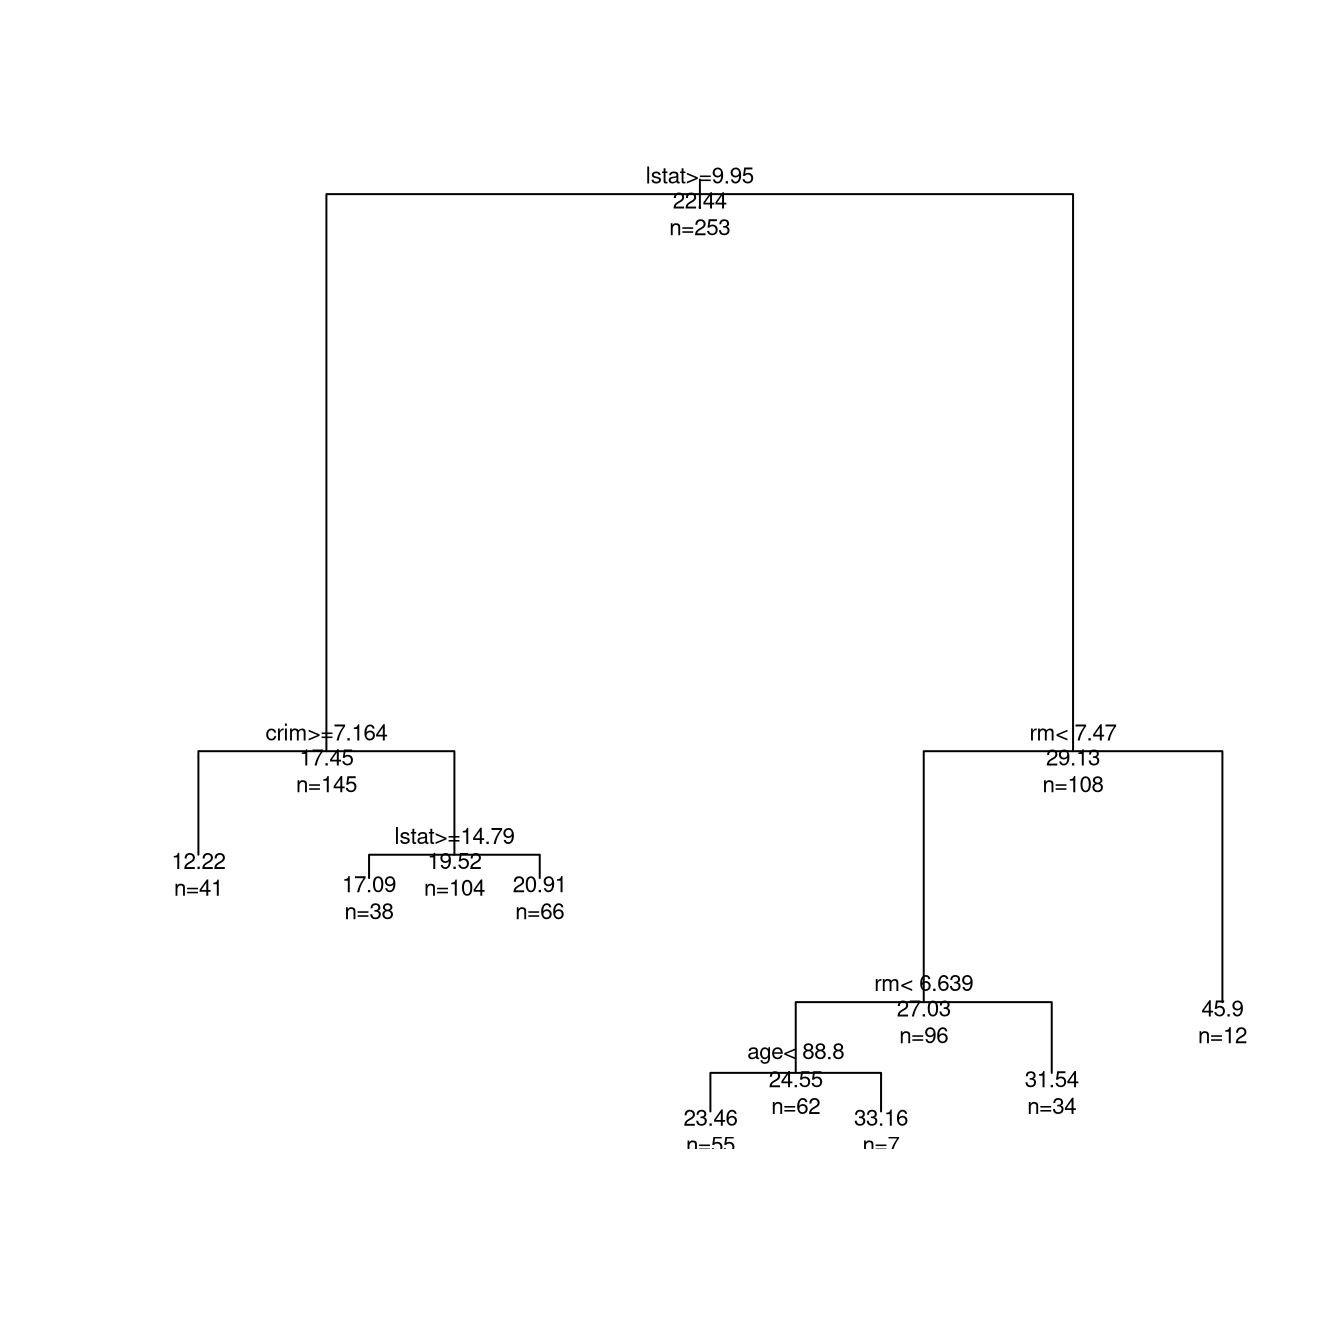 lstat>=9.95
22.44
n=253
crim>=7.164
17.45
n=145
rm< 7.47
29.13
n=108
12.22
n=41
lstat>=14.79
19.52
n=104
17.09
n=38
20.91
n=66
rm< 6.639
27.03
n=96
45.9
n=12
age< 88.8
24.55
n=62
31.54
n=34
23.46
n=55
33.16
n=7